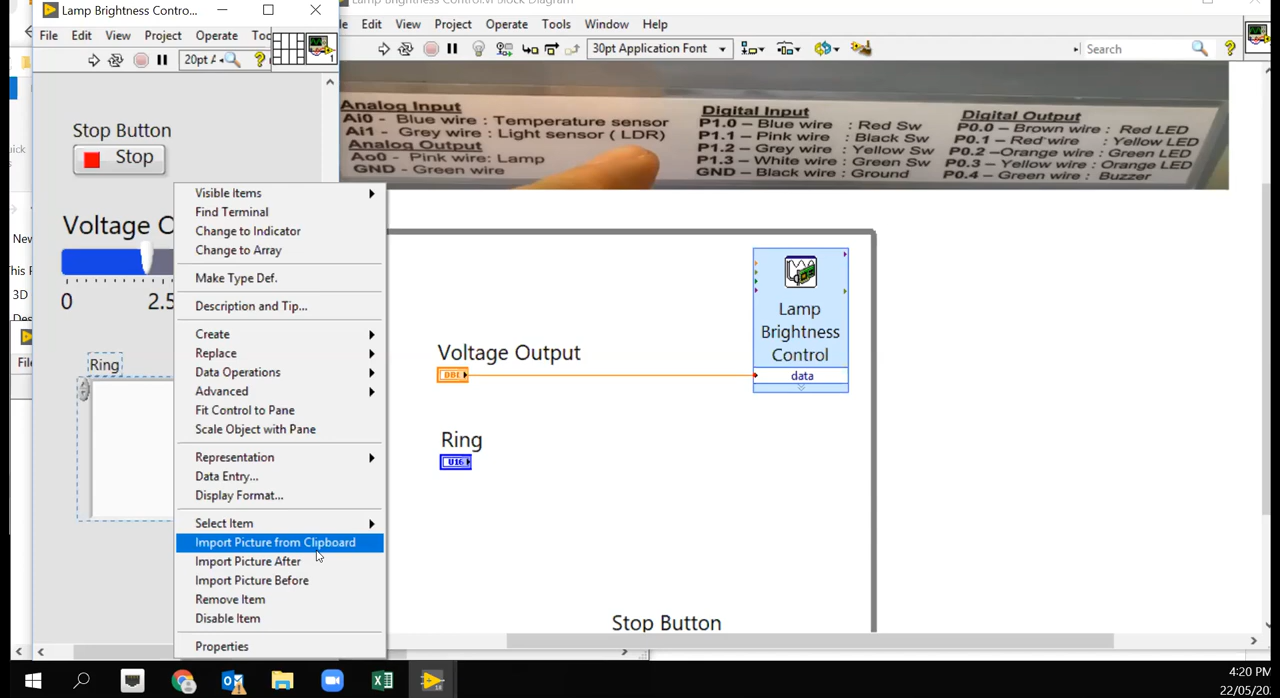 Lamp Brightness Contro...
Control.vi Block Diagram
File Edit View Project Operate
Edit View Project Operate Tools Window Help
20pt
30pt Application Font
Search
Stop Button
Stop
Voltage O
0 2.5
Ring
Visible Items
Find Terminal
Change to Indicator
Change to Array
Make Type Def.
Description and Tip...
Create
Replace
Data Operations
Advanced
Fit Control to Pane
Scale Object with Pane
Representation
Data Entry...
Display Format...
Select Item
Import Picture from Clipboard
Import Picture After
Import Picture Before
Remove Item
Disable Item
Properties
Analog Input
Ai0 - Blue wire : Temperature sensor
Ai1 - Grey wire : Light sensor ( LDR)
Analog Output
Ao0 - Pink wire: Lamp
GND - Green wire
Digital Input
P1.0 – Blue wire : Red Sw
P1.1 – Pink wire : Black Sw
P1.2 – Grey wire : Yellow Sw
P1.3 – White wire : Green Sw
GND – Black wire : Ground
Digital Output
P0.0 – Brown wire : Red LED
P0.1 – Red wire : Yellow LED
P0.2 –Orange wire : Green LED
P0.3 – Yellow wire : Orange LED
P0.4 – Green wire : Buzzer
Voltage Output
DBL
Ring
U16
Lamp
Brightness
Control
data
Stop Button
4:20 PM
22/05/20